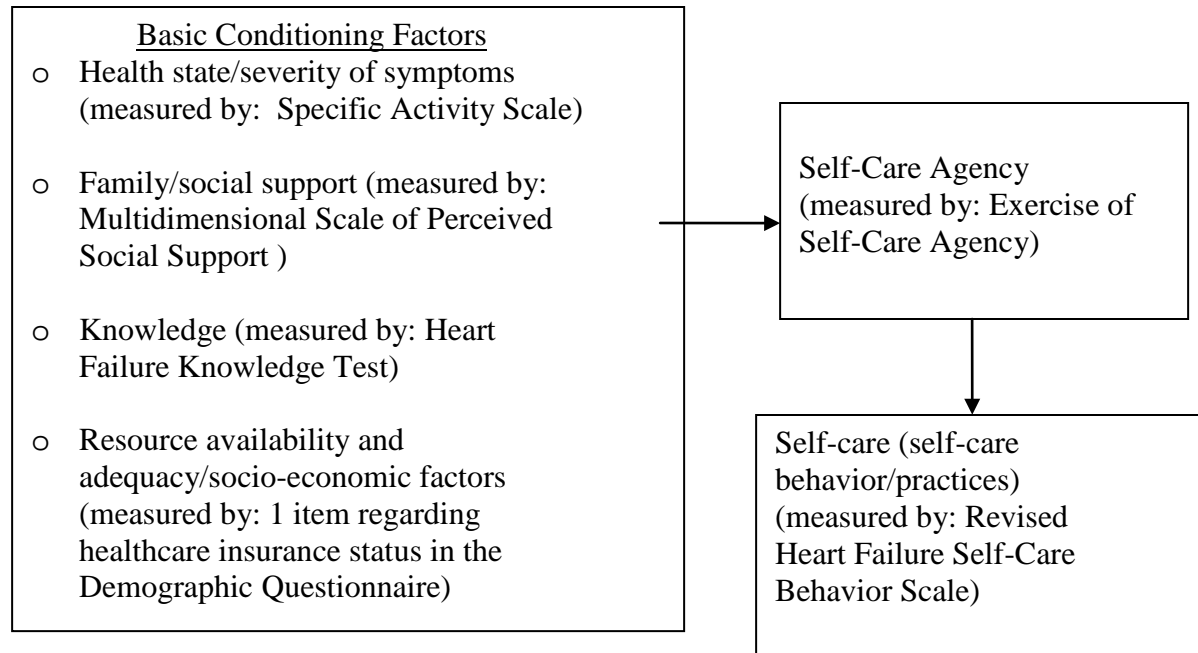 Basic Conditioning Factors
o Health state/severity of symptoms
(measured by: Specific Activity Scale)
o Family/social support (measured by:
Multidimensional Scale of Perceived
Social Support )
o Knowledge (measured by: Heart
Failure Knowledge Test)
o Resource availability and
adequacy/socio-economic factors
(measured by: 1 item regarding
healthcare insurance status in the
Demographic Questionnaire)
Self-Care Agency
(measured by: Exercise of
Self-Care Agency)
Self-care (self-care
behavior/practices)
(measured by: Revised
Heart Failure Self-Care
Behavior Scale)